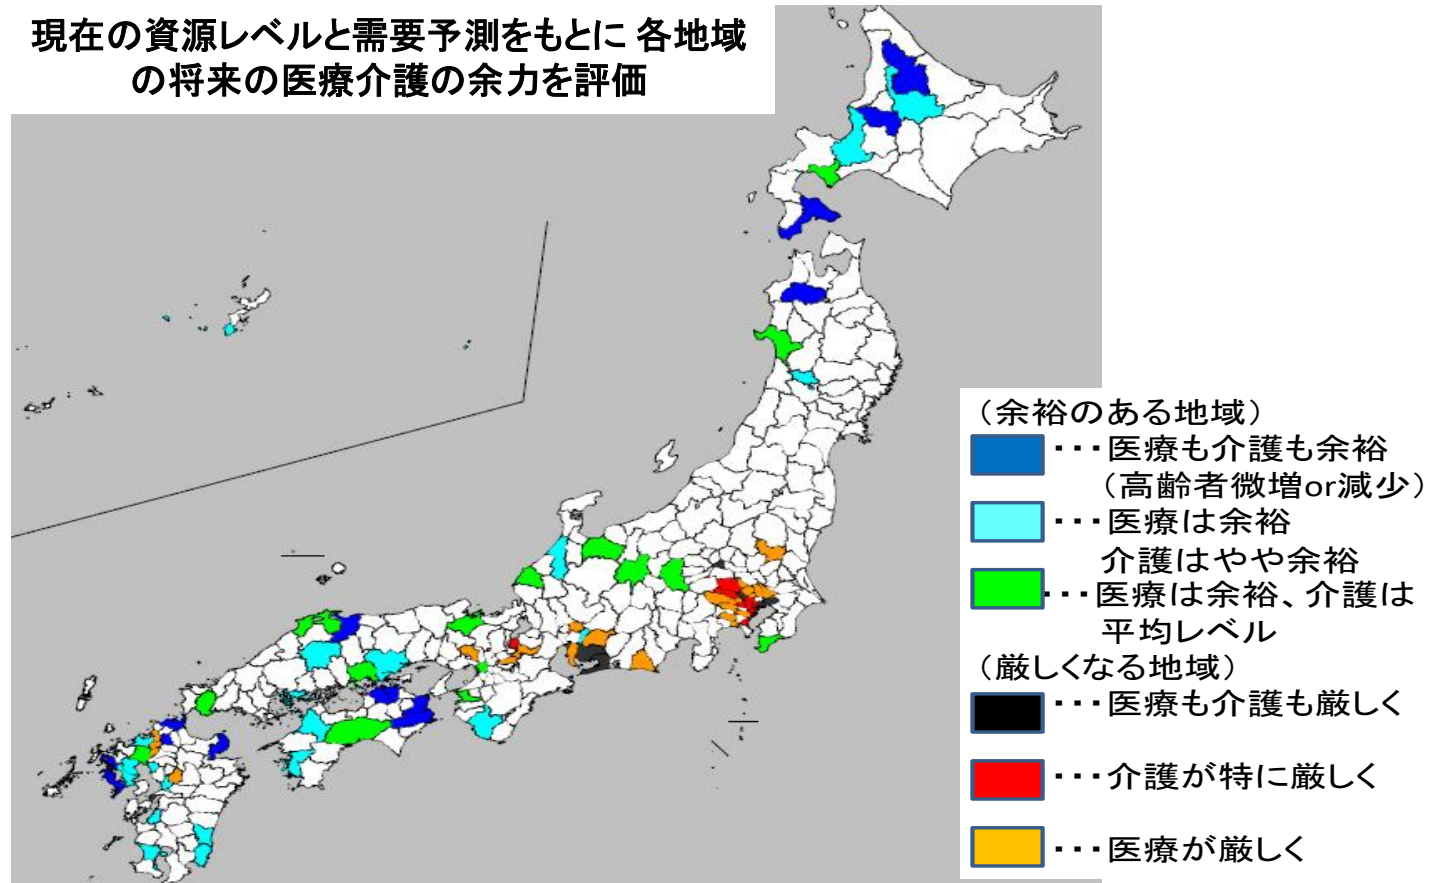 現在の資源レベルと需要予測をもとに 各地域
の将来の医療介護の余力を評価
（余裕のある地域）
・・・医療も介護も余裕
（高齢者微増or減少）
・・・医療は余裕
介護はやや余裕
・・・医療は余裕、介護は
平均レベル
（厳しくなる地域）
・・・医療も介護も厳しく
・・・介護が特に厳しく
・・・医療が厳しく